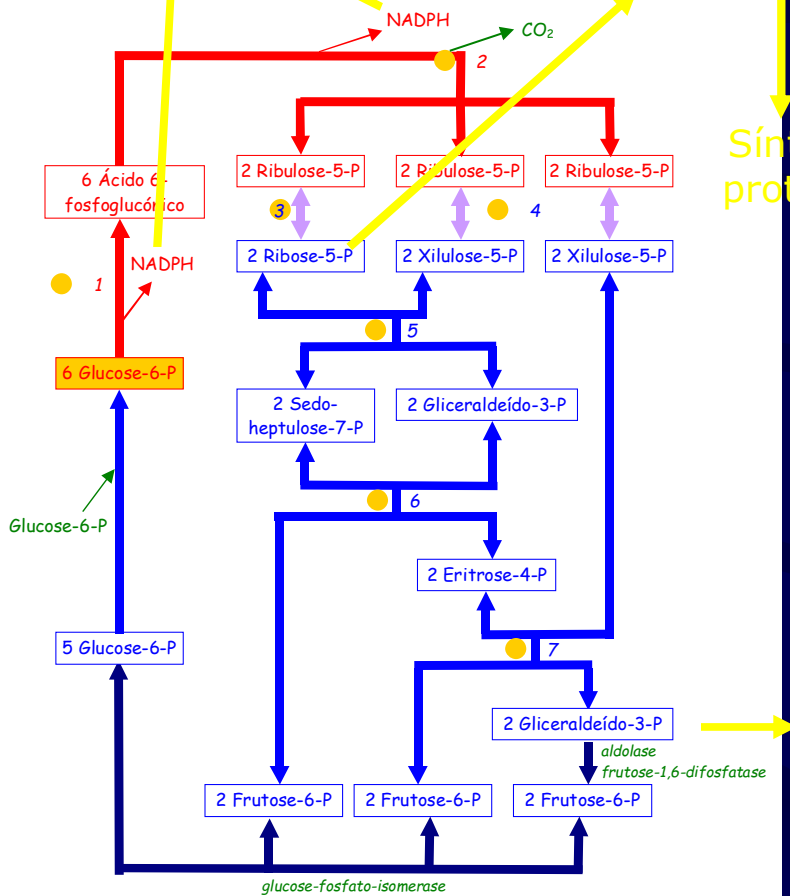 NADPH
CO₂
2
2 Ribulose-5-P
2 Ribulose-5-P
2 Ribulose-5-P
6 Ácido 6-
fosfoglucónico
3
4
2 Ribose-5-P
2 Xilulose-5-P
2 Xilulose-5-P
NADPH
1
5
6 Glucose-6-P
2 Sedo-
heptulose-7-P
2 Gliceraldeído-3-P
6
Glucose-6-P
2 Eritrose-4-P
5 Glucose-6-P
7
2 Gliceraldeído-3-P
aldolase
frutose-1,6-difosfatase
2 Frutose-6-P
2 Frutose-6-P
2 Frutose-6-P
glucose-fosfato-isomerase